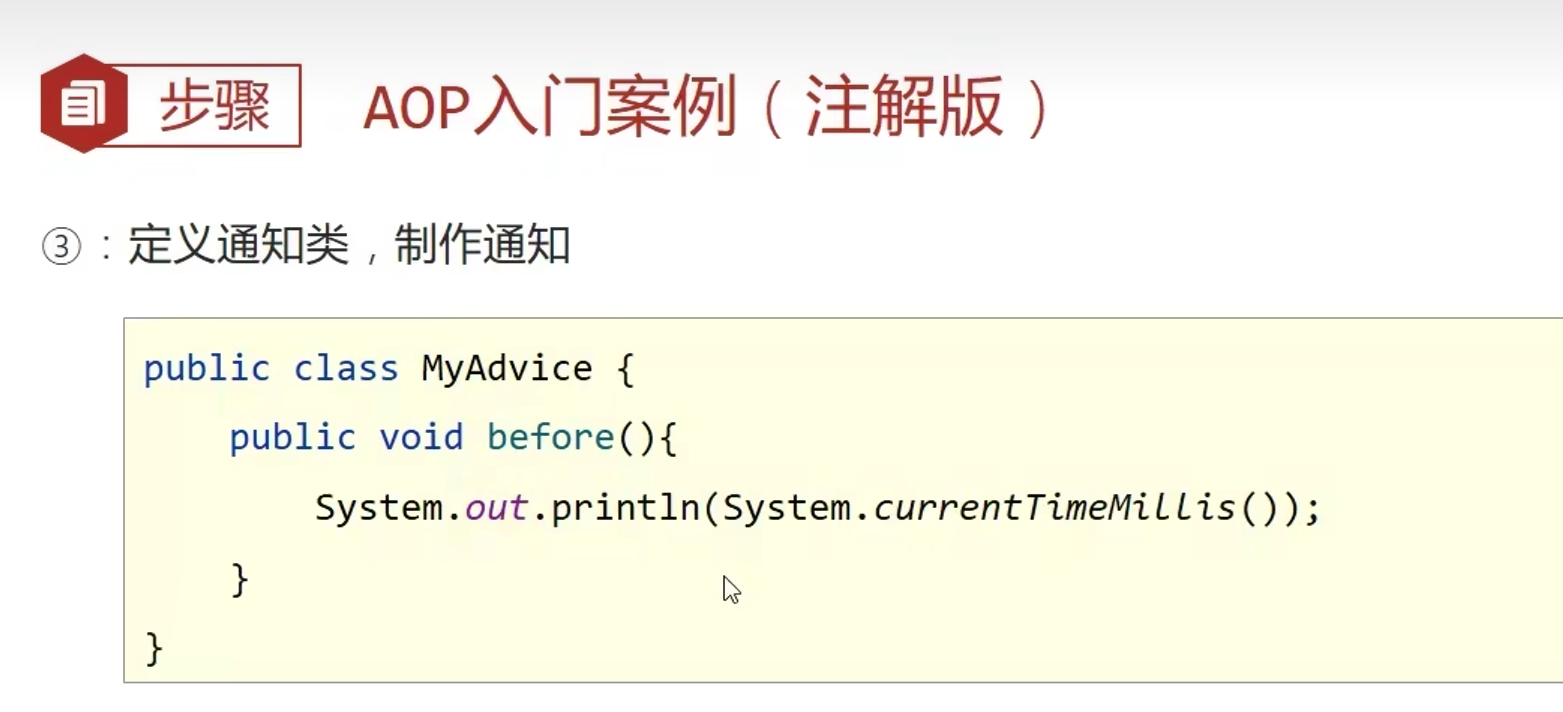 步骤 AOP入门案例（注解版）
③：定义通知类，制作通知
public class MyAdvice {
    public void before(){
        System.out.println(System.currentTimeMillis());
    }
}